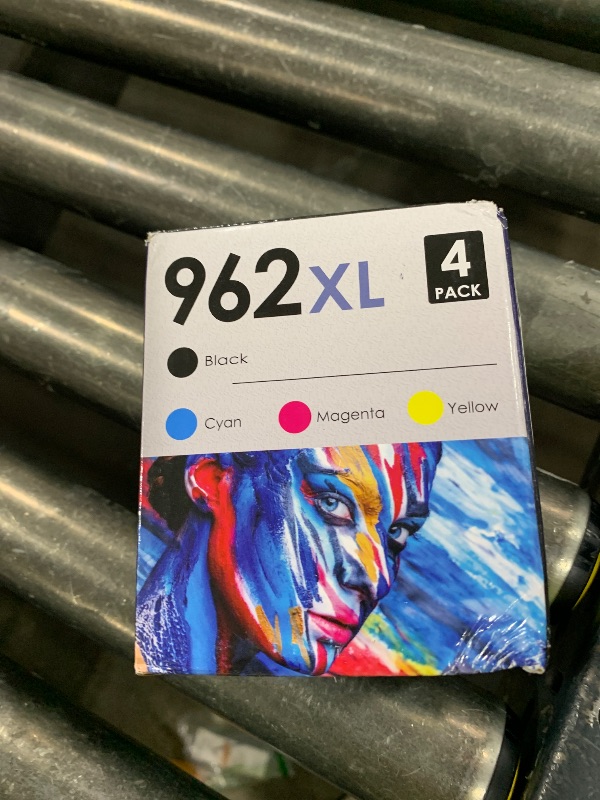 962XL
4
PACK
Black
Cyan Magenta Yellow